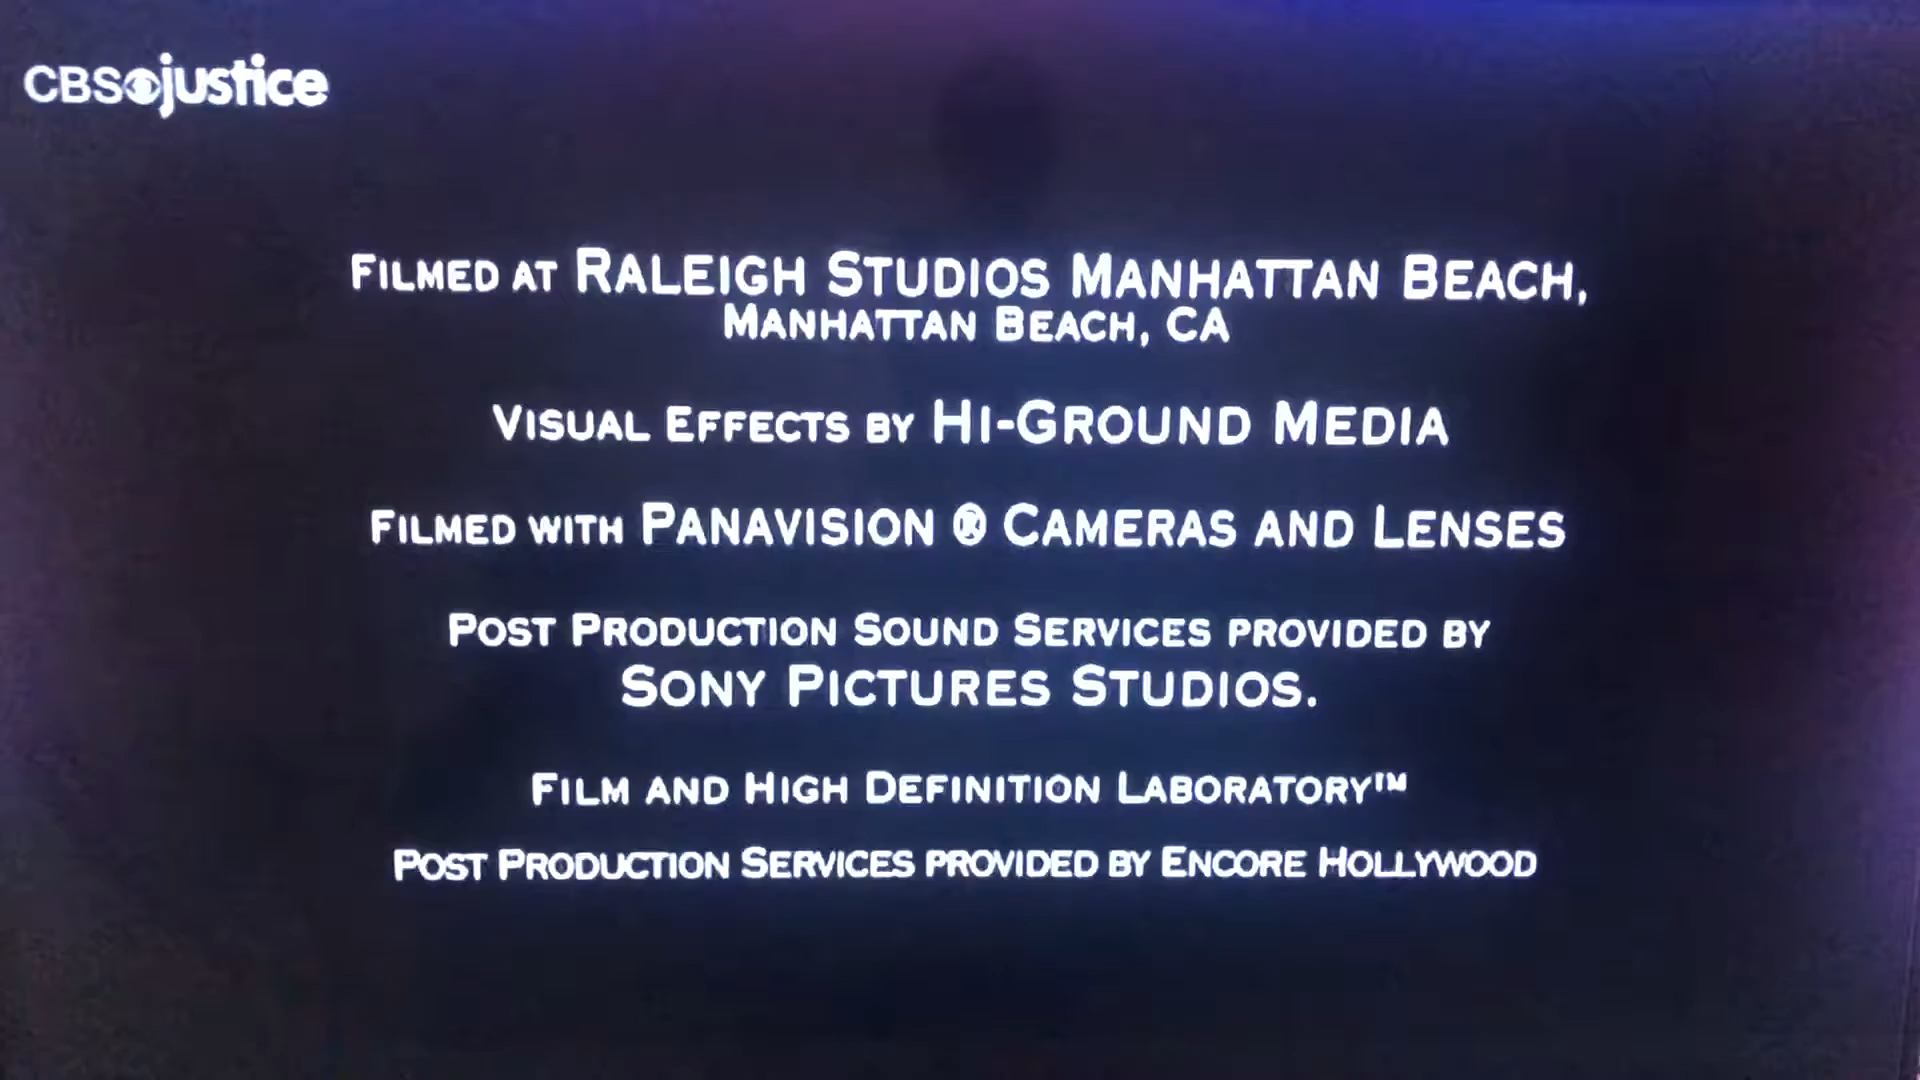 CBS justice
Filmed at Raleigh Studios Manhattan Beach,
Manhattan Beach, CA
Visual Effects by Hi-Ground Media
Filmed with Panavision ® Cameras and Lenses
Post Production Sound Services provided by
Sony Pictures Studios.
Film and High Definition Laboratory™
Post Production Services provided by Encore Hollywood